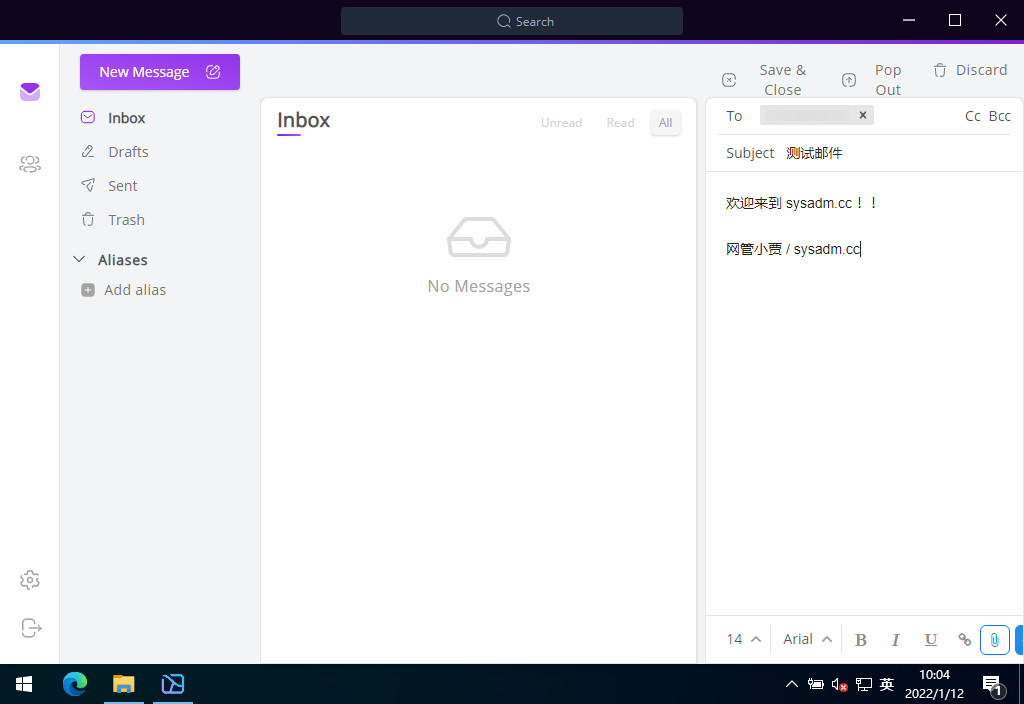 Search
New Message
Inbox
Drafts
Sent
Trash
Aliases
Add alias
Inbox
Unread Read All
No Messages
Save & Close
Pop Out
Discard
To
Cc Bcc
Subject 测试邮件
欢迎来到 sysadm.cc！！
网管小贾 / sysadm.cc
14 Arial B I U
英
10:04
2022/1/12
1